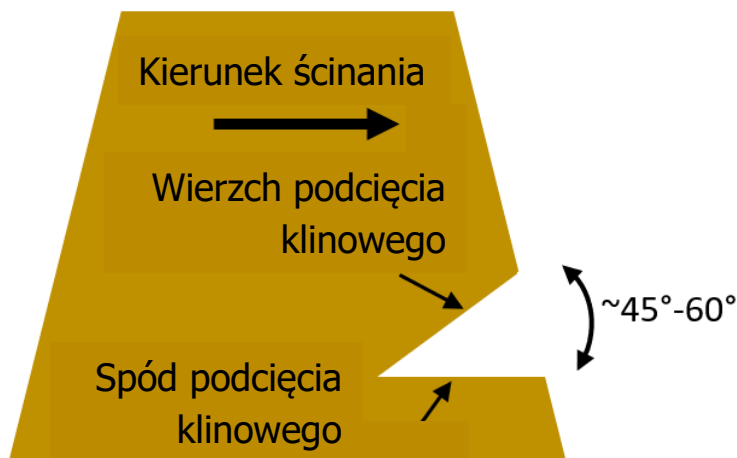 Kierunek ścinania
Wierzch podcięcia
klinowego
~45°-60°
Spód podcięcia
klinowego